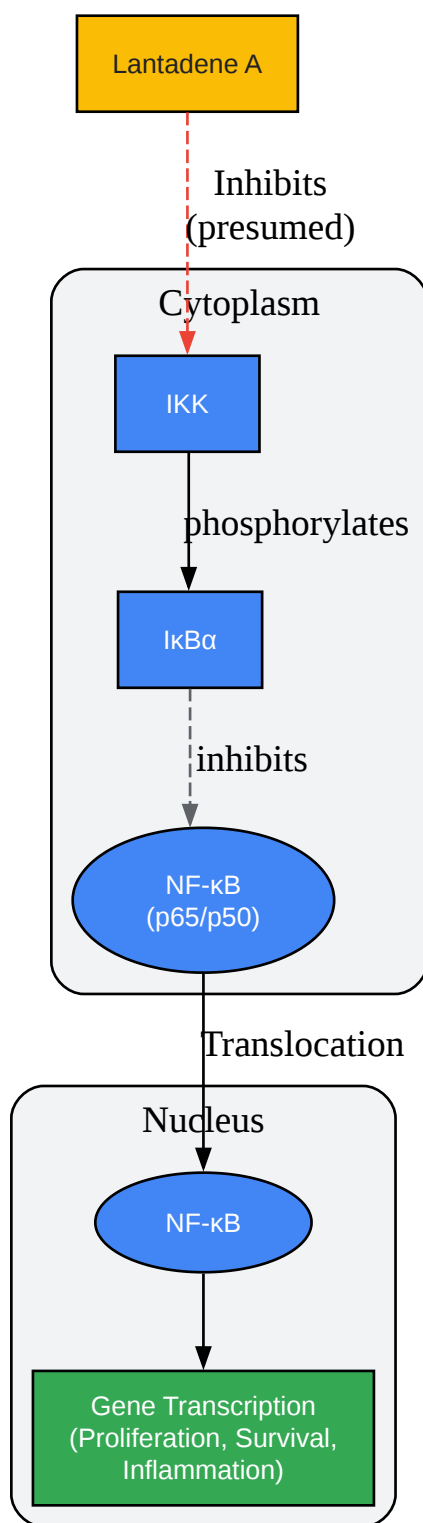 Lantadene A
Inhibits
(presumed)
Cytoplasm
IKK
phosphorylates
IκBα
inhibits
NF-κB
(p65/p50)
Translocation
Nucleus
NF-κB
Gene Transcription
(Proliferation, Survival,
Inflammation)